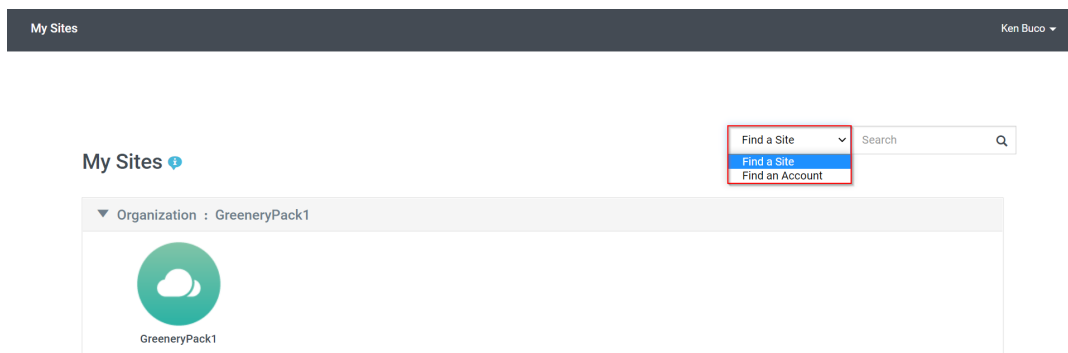 My Sites
Ken Buco
Find a Site
Search
Find a Site
Find an Account
My Sites
Organization : GreeneryPack1
GreeneryPack1